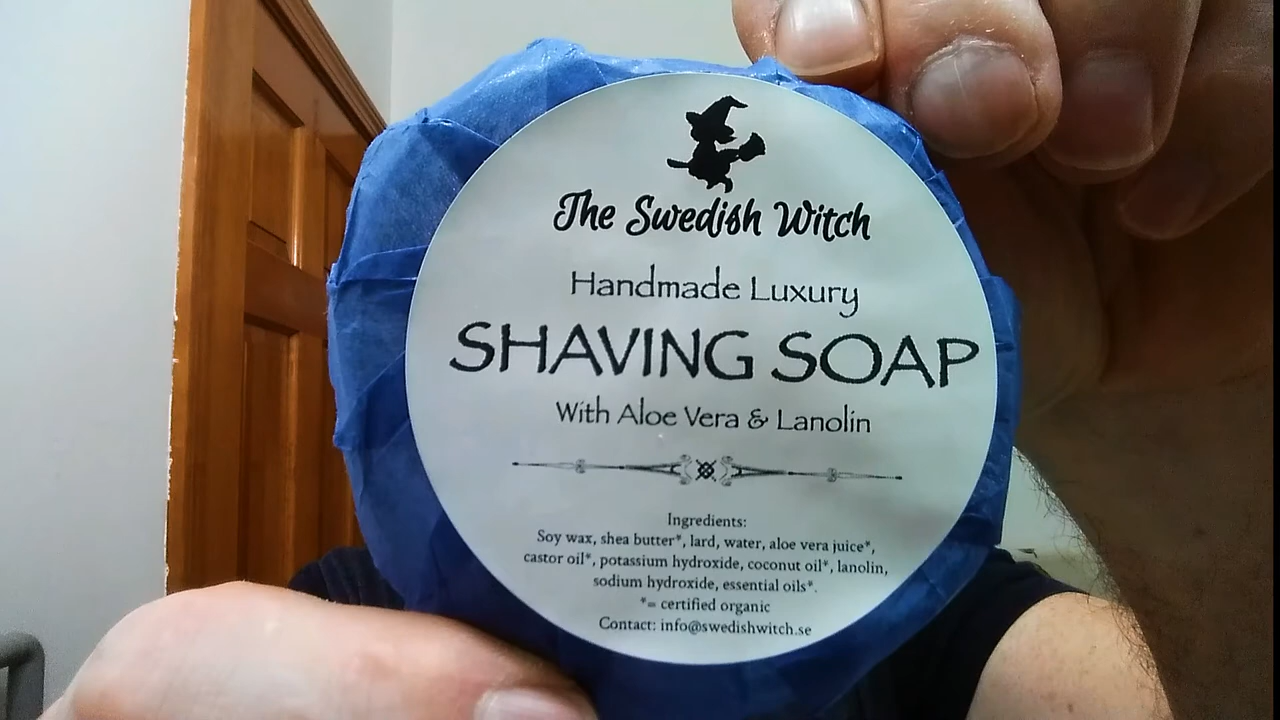 The Swedish Witch
Handmade Luxury
SHAVING SOAP
With Aloe Vera & Lanolin
Ingredients:
Soy wax, shea butter*, lard, water, aloe vera juice*,
castor oil*, potassium hydroxide, coconut oil*, lanolin,
sodium hydroxide, essential oils*.
*= certified organic
Contact: info@swedishwitch.se